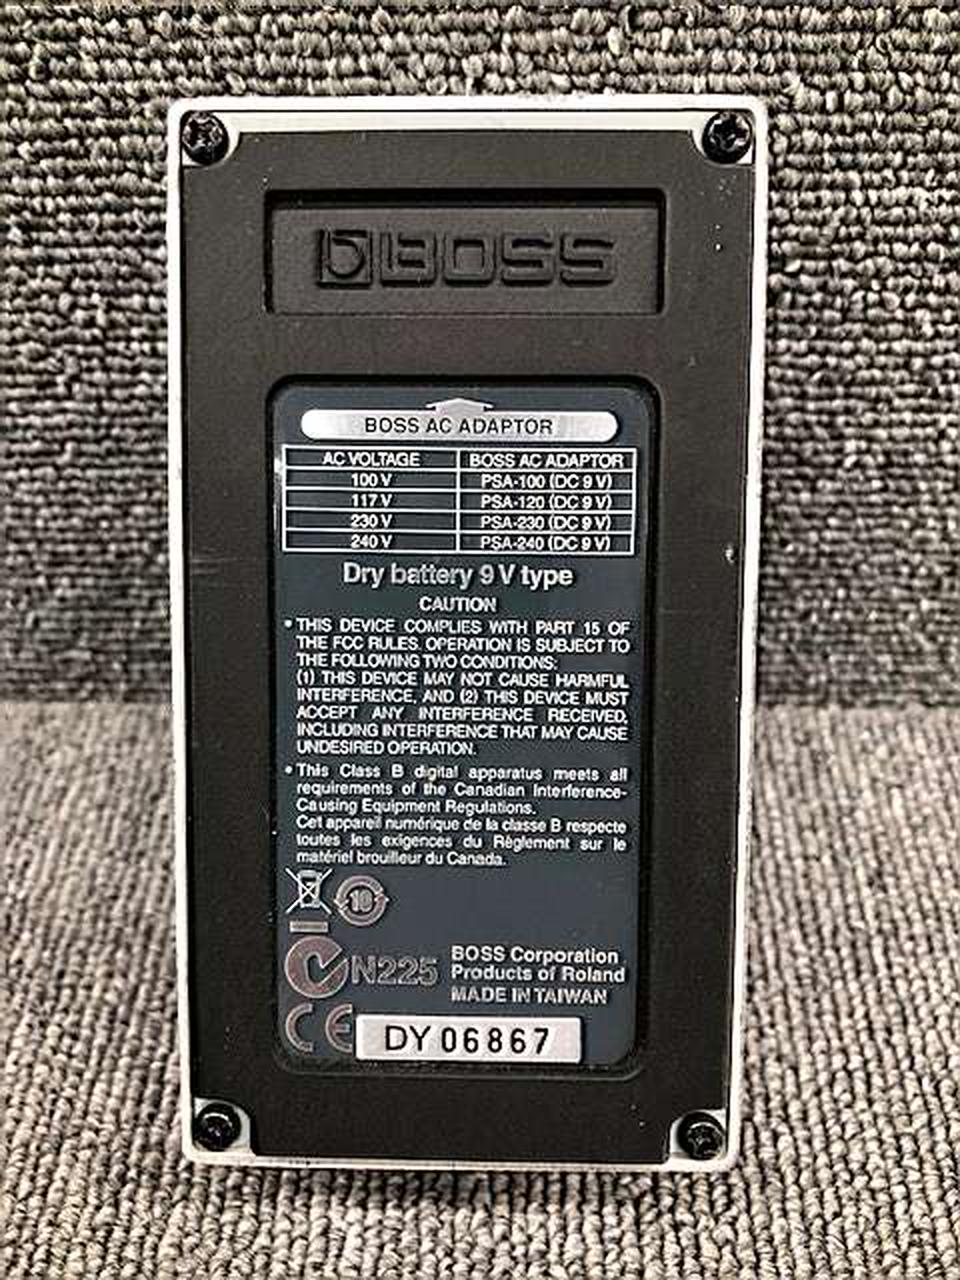 BOSS
BOSS AC ADAPTOR
AC VOLTAGE BOSS AC ADAPTOR
100 V PSA-100 (DC 9 V)
117 V PSA-120 (DC 9 V)
230 V PSA-230 (DC 9 V)
240 V PSA-240 (DC 9 V)
Dry battery 9 V type
CAUTION
• THIS DEVICE COMPLIES WITH PART 15 OF
THE FCC RULES. OPERATION IS SUBJECT TO
THE FOLLOWING TWO CONDITIONS:
(1) THIS DEVICE MAY NOT CAUSE HARMFUL
INTERFERENCE, AND (2) THIS DEVICE MUST
ACCEPT ANY INTERFERENCE RECEIVED,
INCLUDING INTERFERENCE THAT MAY CAUSE
UNDESIRED OPERATION.
• This Class B digital apparatus meets all
requirements of the Canadian Interference-
Causing Equipment Regulations.
Cet appareil numérique de la classe B respecte
toutes les exigences du Règlement sur le
matériel brouilleur du Canada.
10
N225
BOSS Corporation
Products of Roland
MADE IN TAIWAN
CE
DY 06867